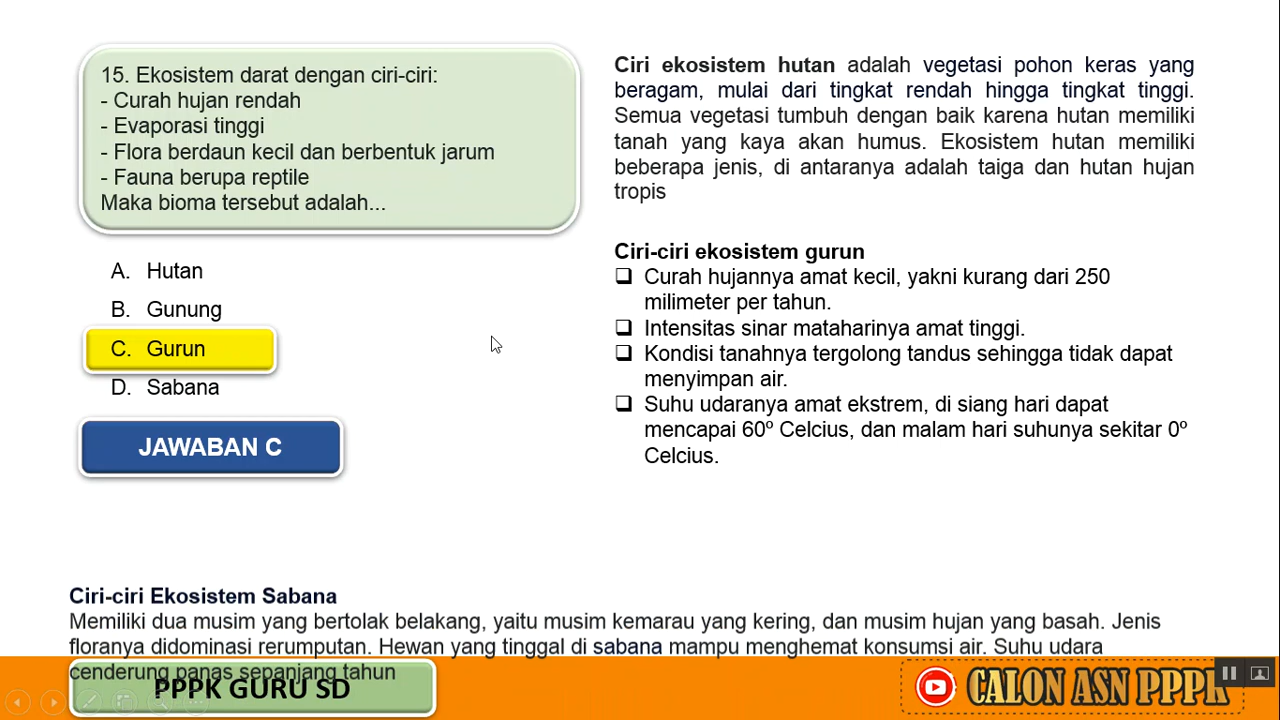 15. Ekosistem darat dengan ciri-ciri:
- Curah hujan rendah
- Evaporasi tinggi
- Flora berdaun kecil dan berbentuk jarum
- Fauna berupa reptile
Maka bioma tersebut adalah...
A. Hutan
B. Gunung
C. Gurun
D. Sabana
JAWABAN C
Ciri ekosistem hutan adalah vegetasi pohon keras yang
beragam, mulai dari tingkat rendah hingga tingkat tinggi.
Semua vegetasi tumbuh dengan baik karena hutan memiliki
tanah yang kaya akan humus. Ekosistem hutan memiliki
beberapa jenis, di antaranya adalah taiga dan hutan hujan
tropis
Ciri-ciri ekosistem gurun
❑ Curah hujannya amat kecil, yakni kurang dari 250
milimeter per tahun.
❑ Intensitas sinar mataharinya amat tinggi.
❑ Kondisi tanahnya tergolong tandus sehingga tidak dapat
menyimpan air.
❑ Suhu udaranya amat ekstrem, di siang hari dapat
mencapai 60º Celcius, dan malam hari suhunya sekitar 0º
Celcius.
Ciri-ciri Ekosistem Sabana
Memiliki dua musim yang bertolak belakang, yaitu musim kemarau yang kering, dan musim hujan yang basah. Jenis
floranya didominasi rerumputan. Hewan yang tinggal di sabana mampu menghemat konsumsi air. Suhu udara
cenderung panas sepanjang tahun
PPPK GURU SD
CALON ASN PPPK